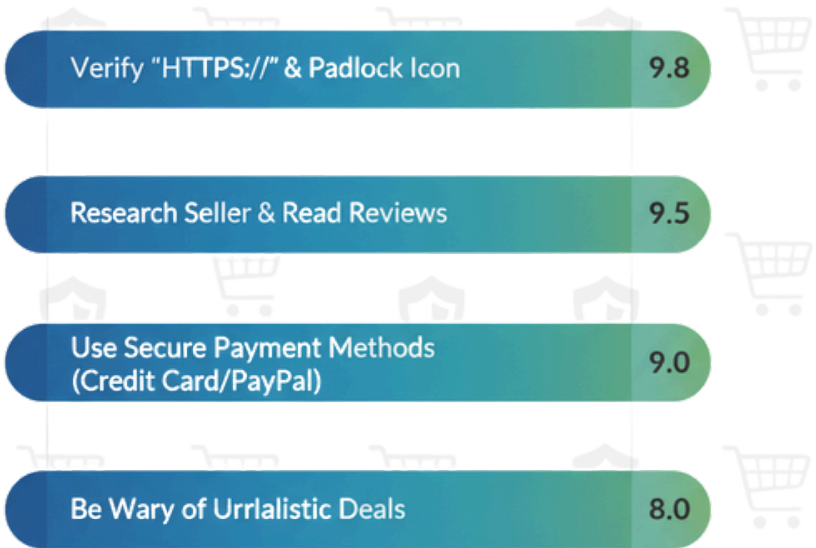 Verify "HTTPS://" & Padlock Icon 9.8
Research Seller & Read Reviews 9.5
Use Secure Payment Methods
(Credit Card/PayPal) 9.0
Be Wary of Urrlalistic Deals 8.0